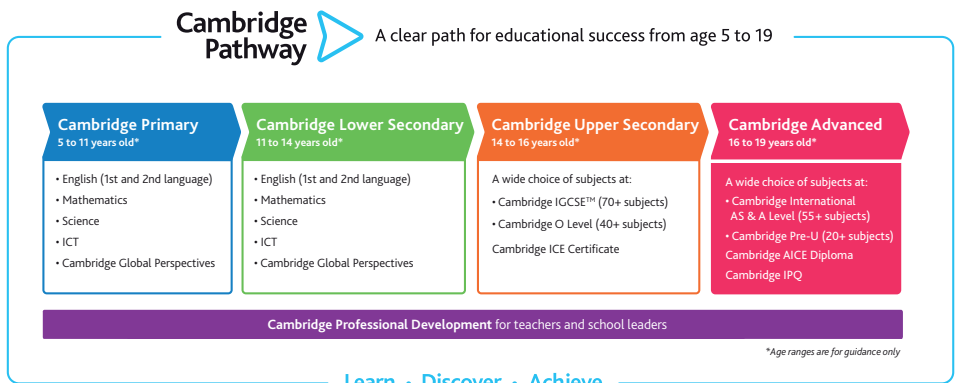 Cambridge
Pathway
A clear path for educational success from age 5 to 19
Cambridge Primary
5 to 11 years old*
• English (1st and 2nd language)
• Mathematics
• Science
• ICT
• Cambridge Global Perspectives
Cambridge Lower Secondary
11 to 14 years old*
• English (1st and 2nd language)
• Mathematics
• Science
• ICT
• Cambridge Global Perspectives
Cambridge Upper Secondary
14 to 16 years old*
A wide choice of subjects at:
• Cambridge IGCSE™ (70+ subjects)
• Cambridge O Level (40+ subjects)
Cambridge ICE Certificate
Cambridge Advanced
16 to 19 years old*
A wide choice of subjects at:
• Cambridge International
AS & A Level (55+ subjects)
• Cambridge Pre-U (20+ subjects)
Cambridge AICE Diploma
Cambridge IPQ
Cambridge Professional Development for teachers and school leaders
*Age ranges are for guidance only
Learn • Discover • Achieve